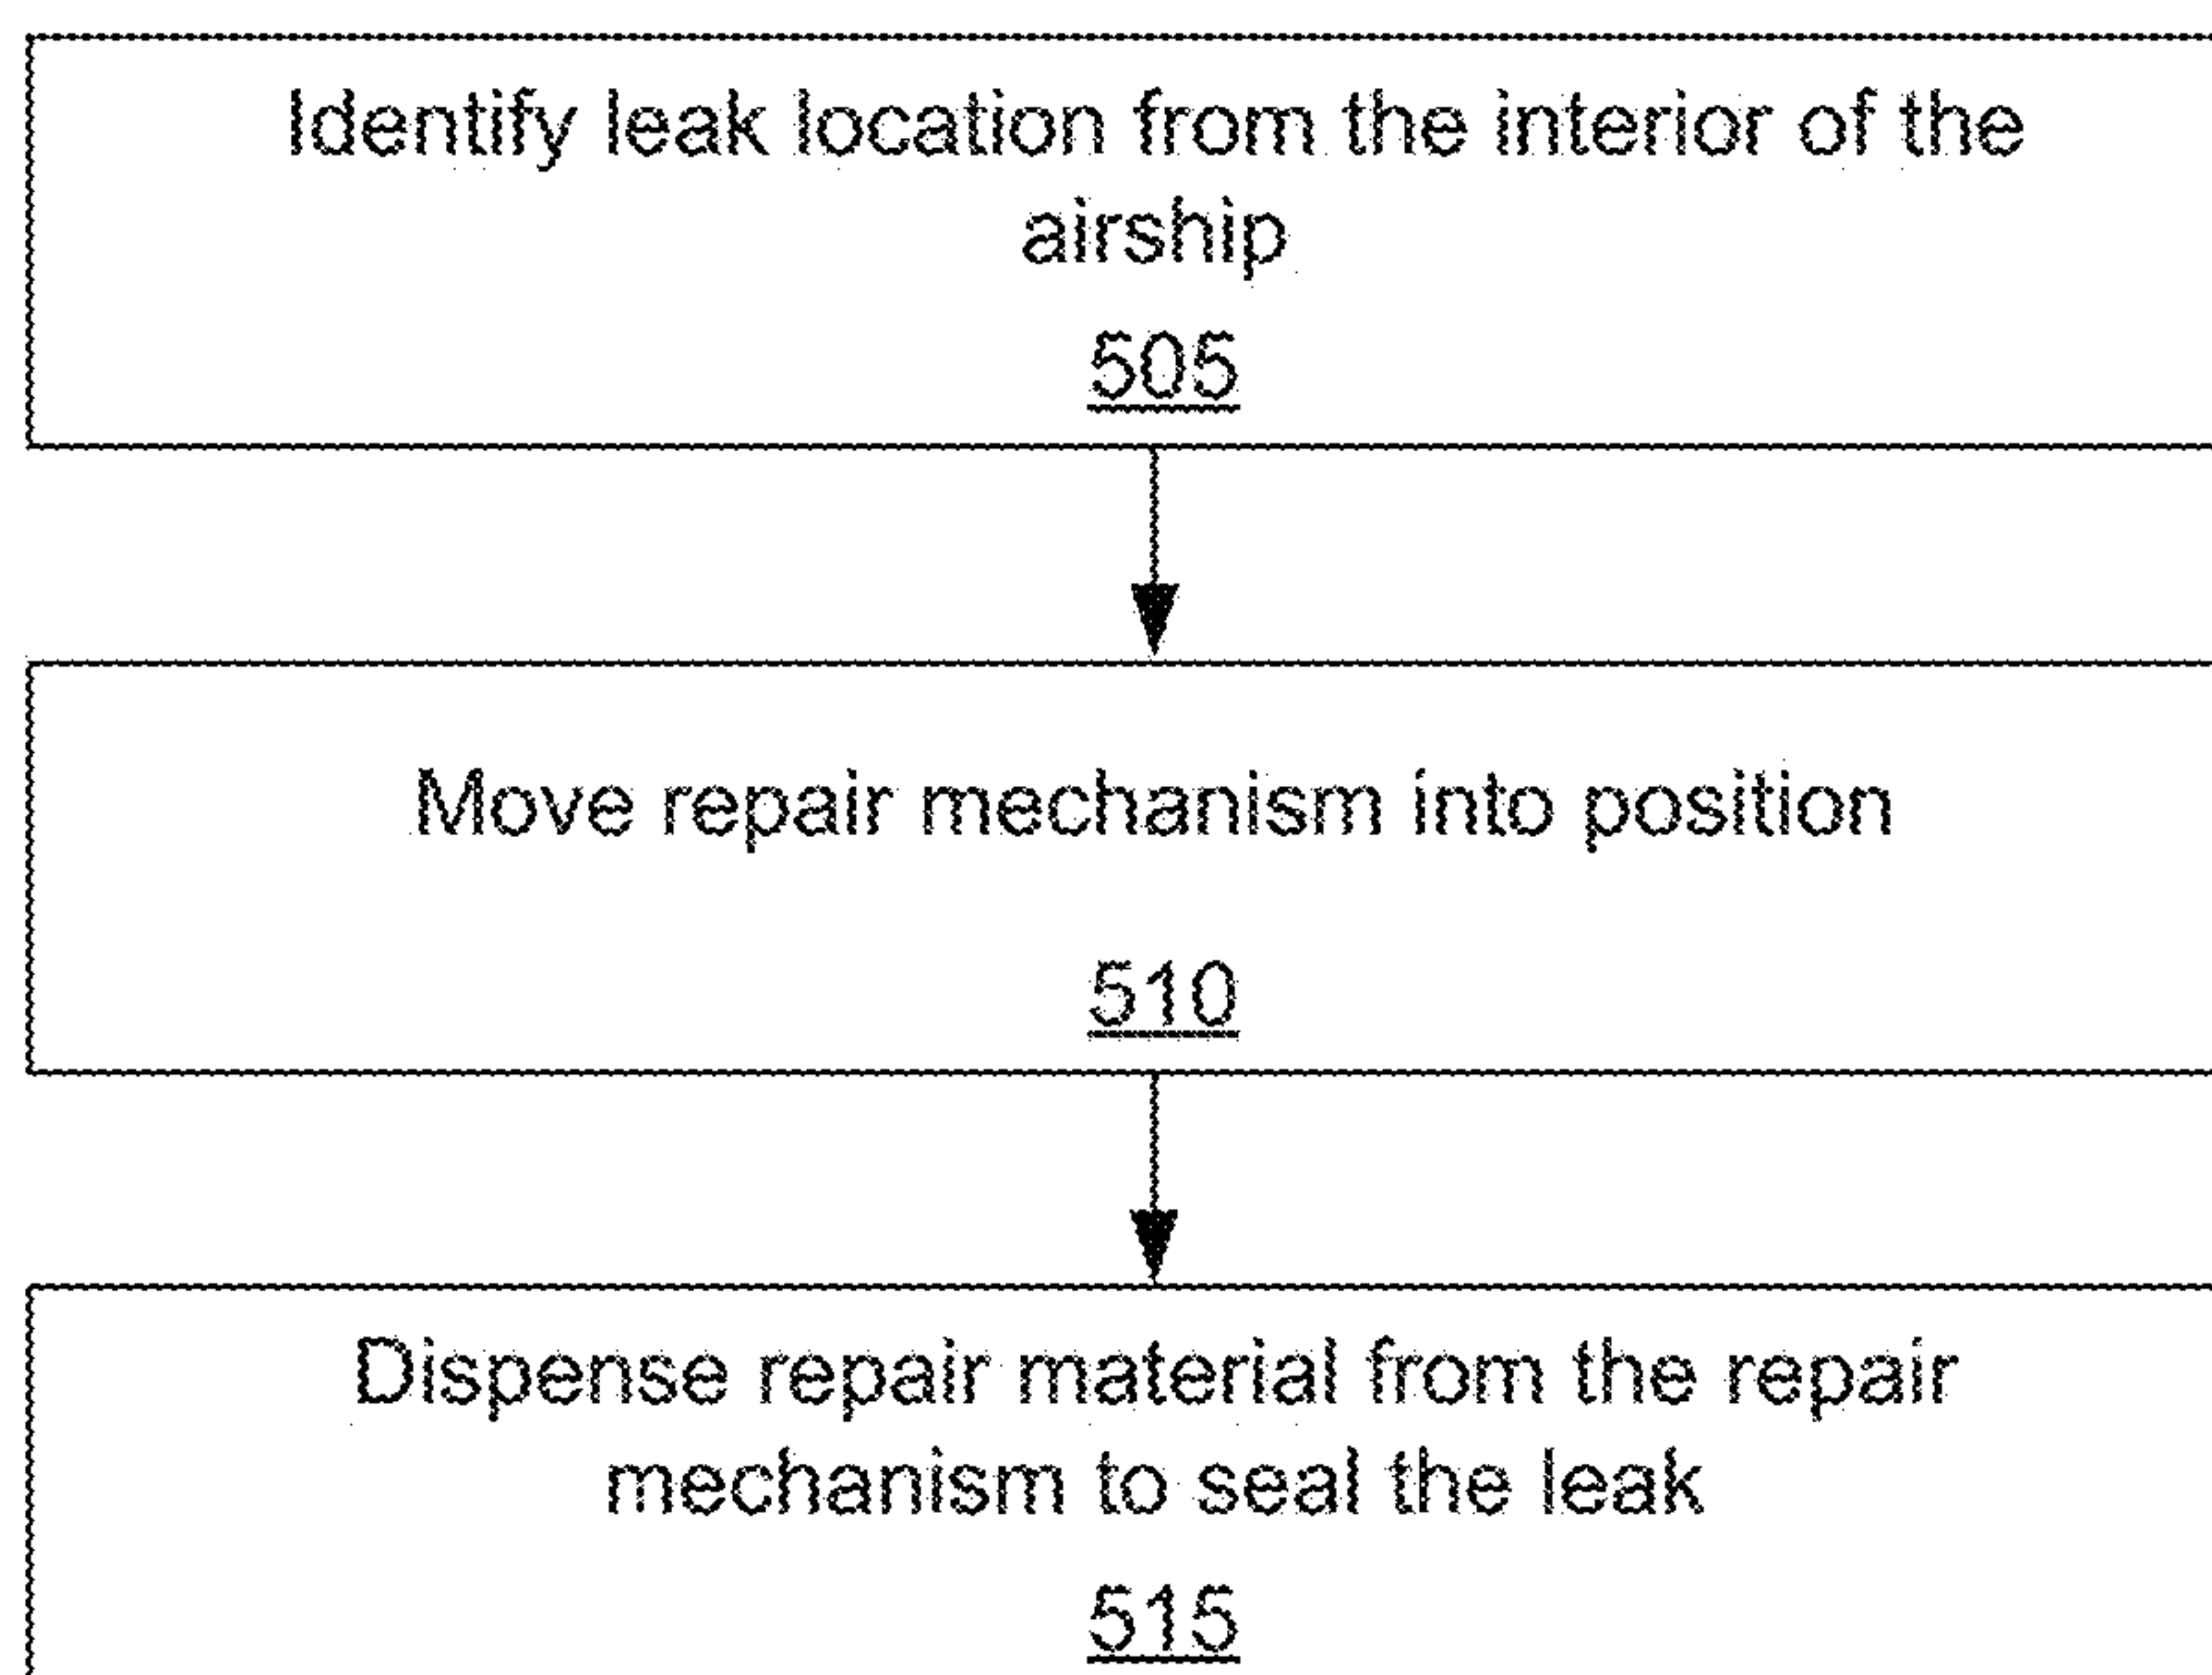 Identify leak location from the interior of the
airship
505
Move repair mechanism into position
510
Dispense repair material from the repair
mechanism to seal the leak
515